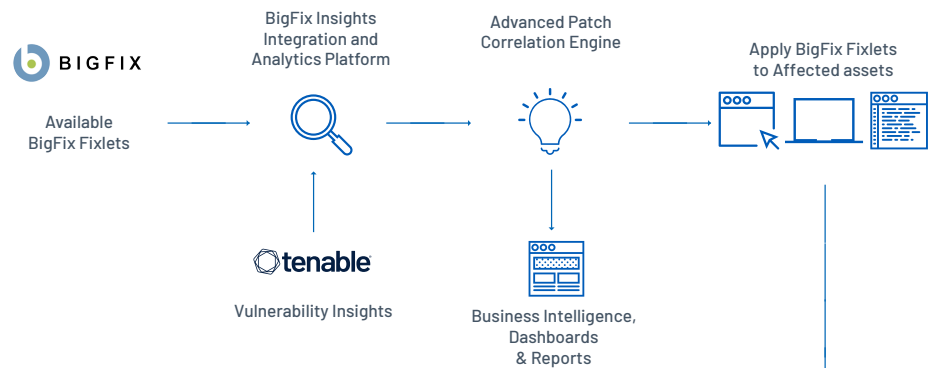 BIGFIX
Available
BigFix Fixlets
BigFix Insights
Integration and
Analytics Platform
tenable
Vulnerability Insights
Advanced Patch
Correlation Engine
Business Intelligence,
Dashboards
& Reports
Apply BigFix Fixlets
to Affected assets